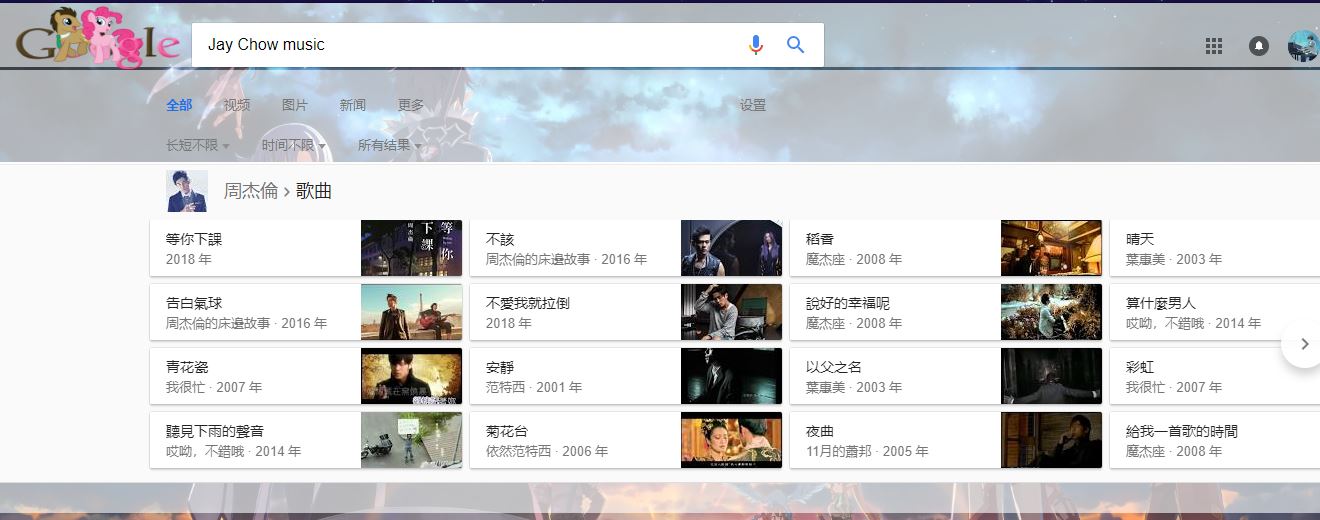 Google
Jay Chow music
全部 视频 图片 新闻 更多 设置
长短不限 时间不限 所有结果
周杰倫 › 歌曲
等你下課
2018 年
等你下課
周杰倫
不該
周杰倫的床邊故事 · 2016 年
稻香
魔杰座 · 2008 年
晴天
葉惠美 · 2003 年
告白氣球
周杰倫的床邊故事 · 2016 年
不愛我就拉倒
2018 年
說好的幸福呢
魔杰座 · 2008 年
算什麼男人
哎呦，不錯哦 · 2014 年
青花瓷
我很忙 · 2007 年
安靜
范特西 · 2001 年
以父之名
葉惠美 · 2003 年
彩虹
我很忙 · 2007 年
聽見下雨的聲音
哎呦，不錯哦 · 2014 年
菊花台
依然范特西 · 2006 年
夜曲
11月的蕭邦 · 2005 年
給我一首歌的時間
魔杰座 · 2008 年